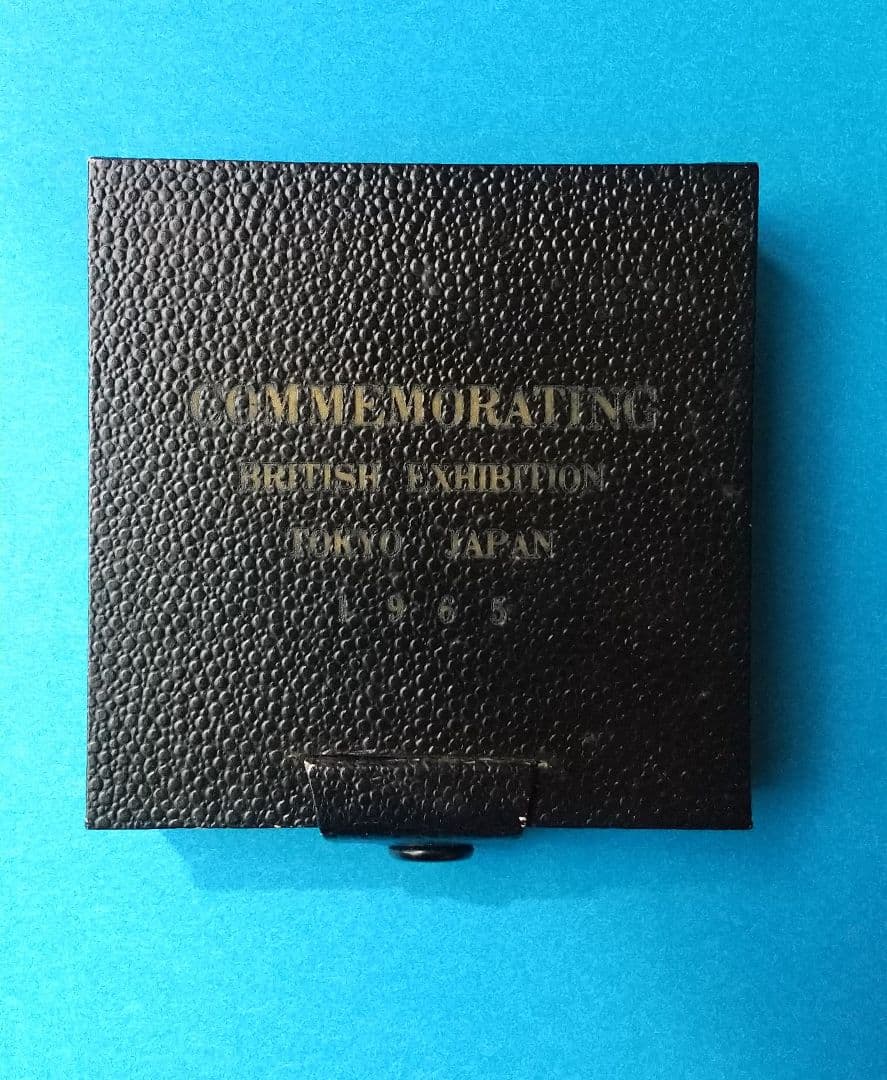 COMMEMORATING
BRITISH EXHIBITION
TOKYO JAPAN
1965